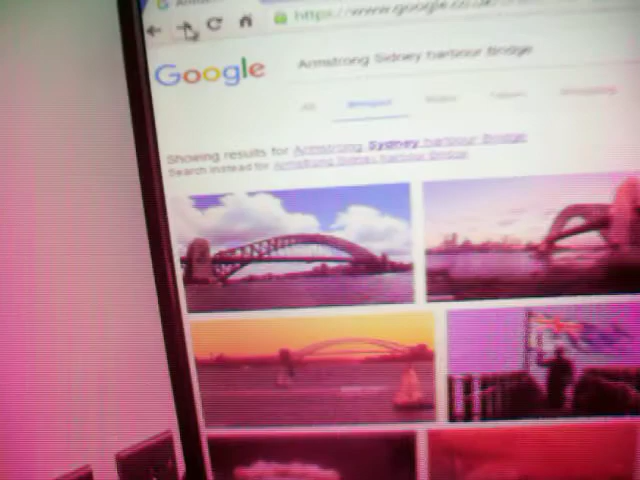 https://www.google.co
Google
Armstrong Sidney harbour Bridge
All
Showing results for Armstrong Sydney harbour Bridge
Search instead for Armstrong Sidney harbour Bridge